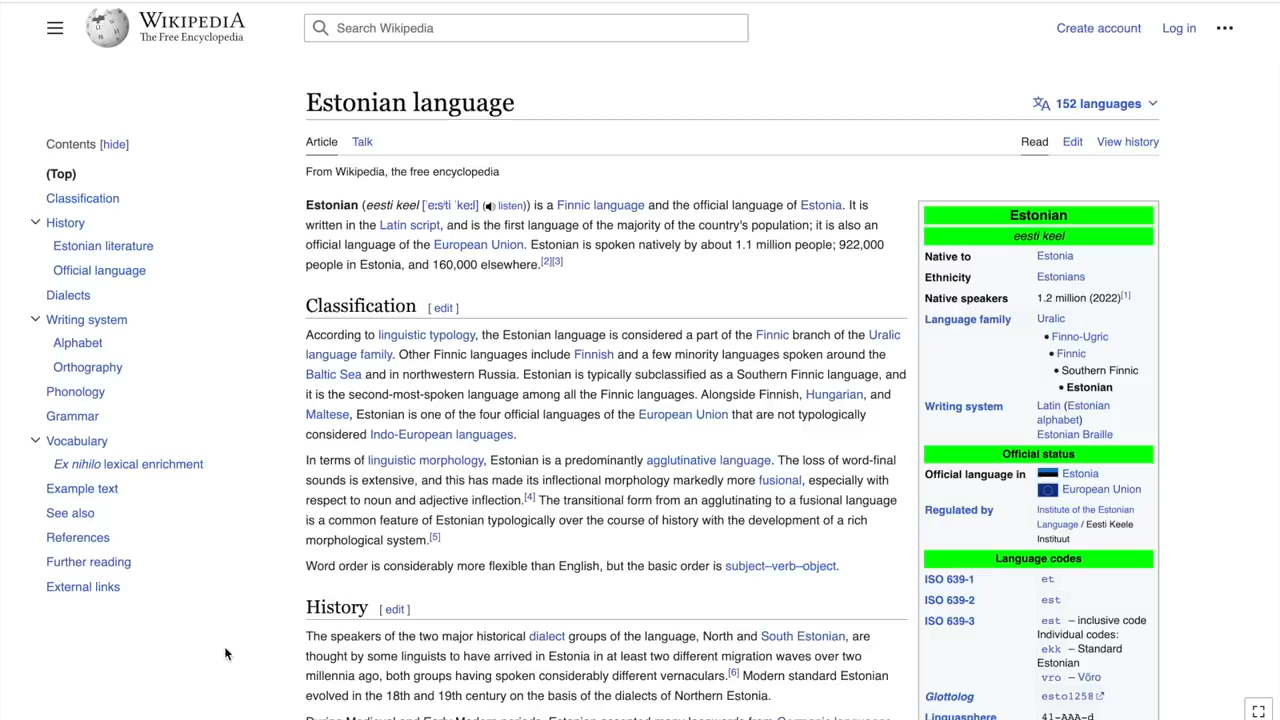 WIKIPEDIA
The Free Encyclopedia
Search Wikipedia
Create account Log in
Estonian language
152 languages
Article Talk
Read Edit View history
From Wikipedia, the free encyclopedia
Contents [hide]
(Top)
Classification
History
Estonian literature
Official language
Dialects
Writing system
Alphabet
Orthography
Phonology
Grammar
Vocabulary
Ex nihilo lexical enrichment
Example text
See also
References
Further reading
External links
Estonian (eesti keel [ˈeːsʲti ˈkeːl] (listen)) is a Finnic language and the official language of Estonia. It is
written in the Latin script, and is the first language of the majority of the country's population; it is also an
official language of the European Union. Estonian is spoken natively by about 1.1 million people; 922,000
people in Estonia, and 160,000 elsewhere.[2][3]
Classification [ edit ]
According to linguistic typology, the Estonian language is considered a part of the Finnic branch of the Uralic
language family. Other Finnic languages include Finnish and a few minority languages spoken around the
Baltic Sea and in northwestern Russia. Estonian is typically subclassified as a Southern Finnic language, and
it is the second-most-spoken language among all the Finnic languages. Alongside Finnish, Hungarian, and
Maltese, Estonian is one of the four official languages of the European Union that are not typologically
considered Indo-European languages.
In terms of linguistic morphology, Estonian is a predominantly agglutinative language. The loss of word-final
sounds is extensive, and this has made its inflectional morphology markedly more fusional, especially with
respect to noun and adjective inflection.[4] The transitional form from an agglutinating to a fusional language
is a common feature of Estonian typologically over the course of history with the development of a rich
morphological system.[5]
Word order is considerably more flexible than English, but the basic order is subject–verb–object.
History [ edit ]
The speakers of the two major historical dialect groups of the language, North and South Estonian, are
thought by some linguists to have arrived in Estonia in at least two different migration waves over two
millennia ago, both groups having spoken considerably different vernaculars.[6] Modern standard Estonian
evolved in the 18th and 19th century on the basis of the dialects of Northern Estonia.
During Medieval and Early Modern periods, Estonian accepted many loanwords from Germanic languages,
Estonian
eesti keel
Native to Estonia
Ethnicity Estonians
Native speakers 1.2 million (2022)[1]
Language family Uralic
• Finno-Ugric
• Finnic
• Southern Finnic
• Estonian
Writing system Latin (Estonian
alphabet)
Estonian Braille
Official status
Official language in Estonia
European Union
Regulated by Institute of the Estonian
Language / Eesti Keele
Instituut
Language codes
ISO 639-1 et
ISO 639-2 est
ISO 639-3 est – inclusive code
Individual codes:
ekk – Standard
Estonian
vro – Võro
Glottolog esto1258
Linguasphere 41-AAA-d